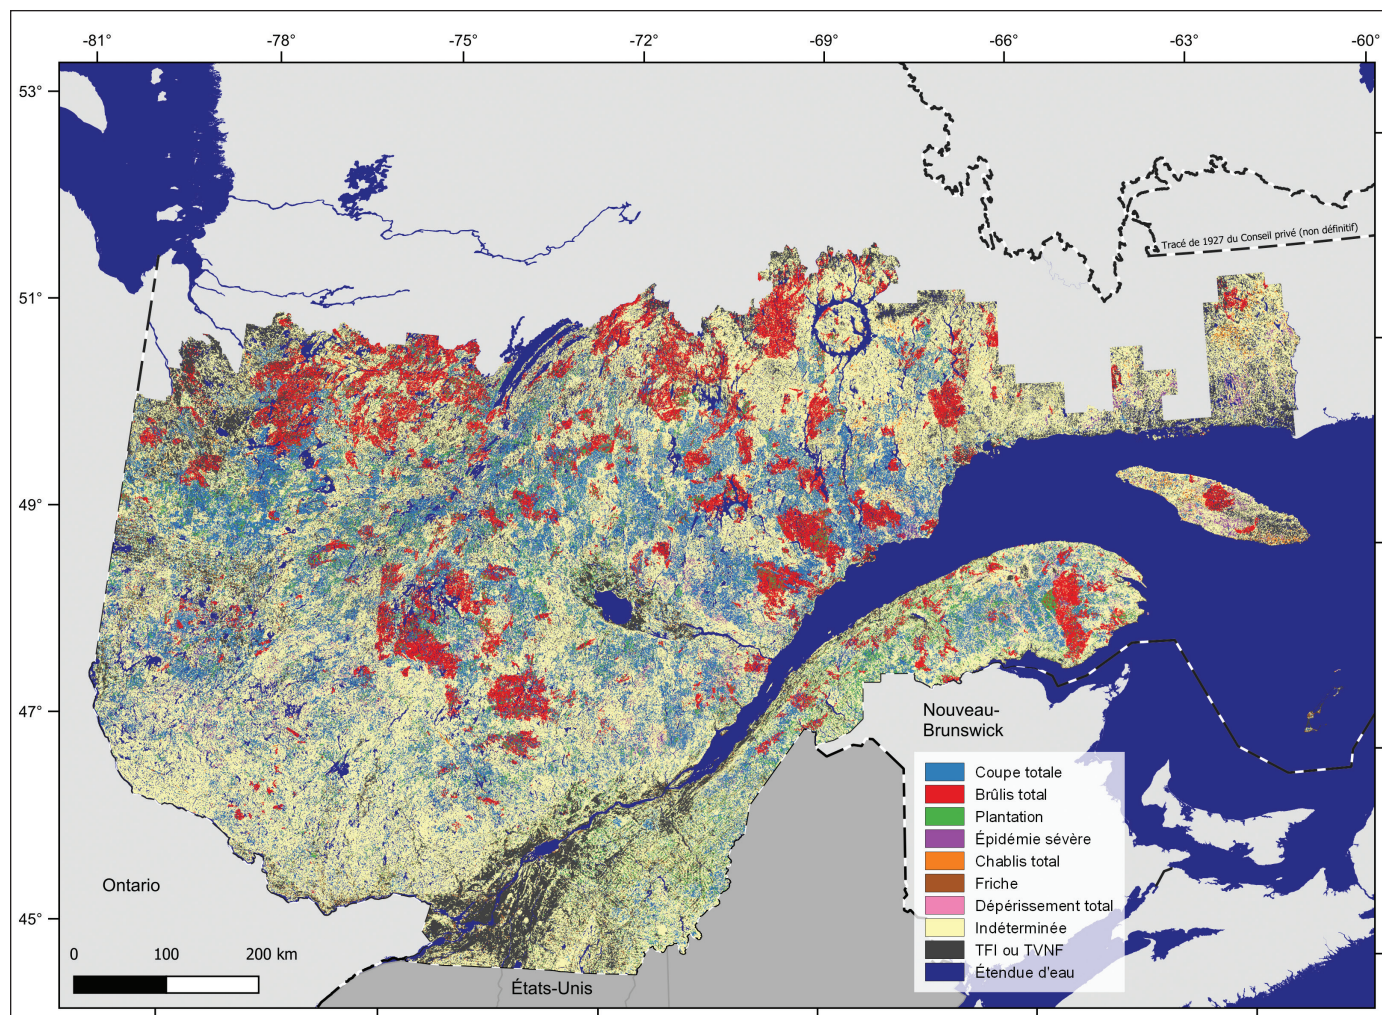 -81°
-78°
-75°
-72°
-69°
-66°
-63°
-60°
53°
51°
49°
47°
45°
Tracé de 1927 du Conseil privé (non définitif)
Nouveau-
Brunswick
Coupe totale
Brûlis total
Plantation
Épidémie sévère
Chablis total
Friche
Dépérissement total
Indéterminée
TFI ou TVNF
Étendue d'eau
Ontario
0
100
200 km
États-Unis